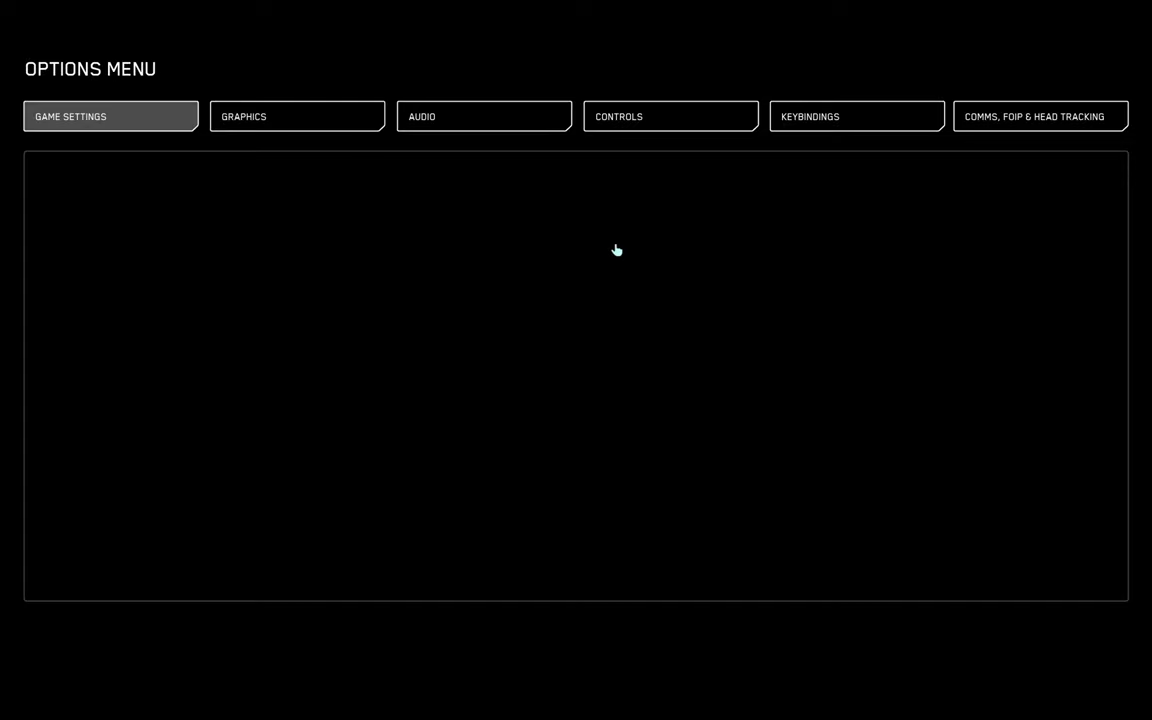 OPTIONS MENU
GAME SETTINGS
GRAPHICS
AUDIO
CONTROLS
KEYBINDINGS
COMMS, FOIP & HEAD TRACKING